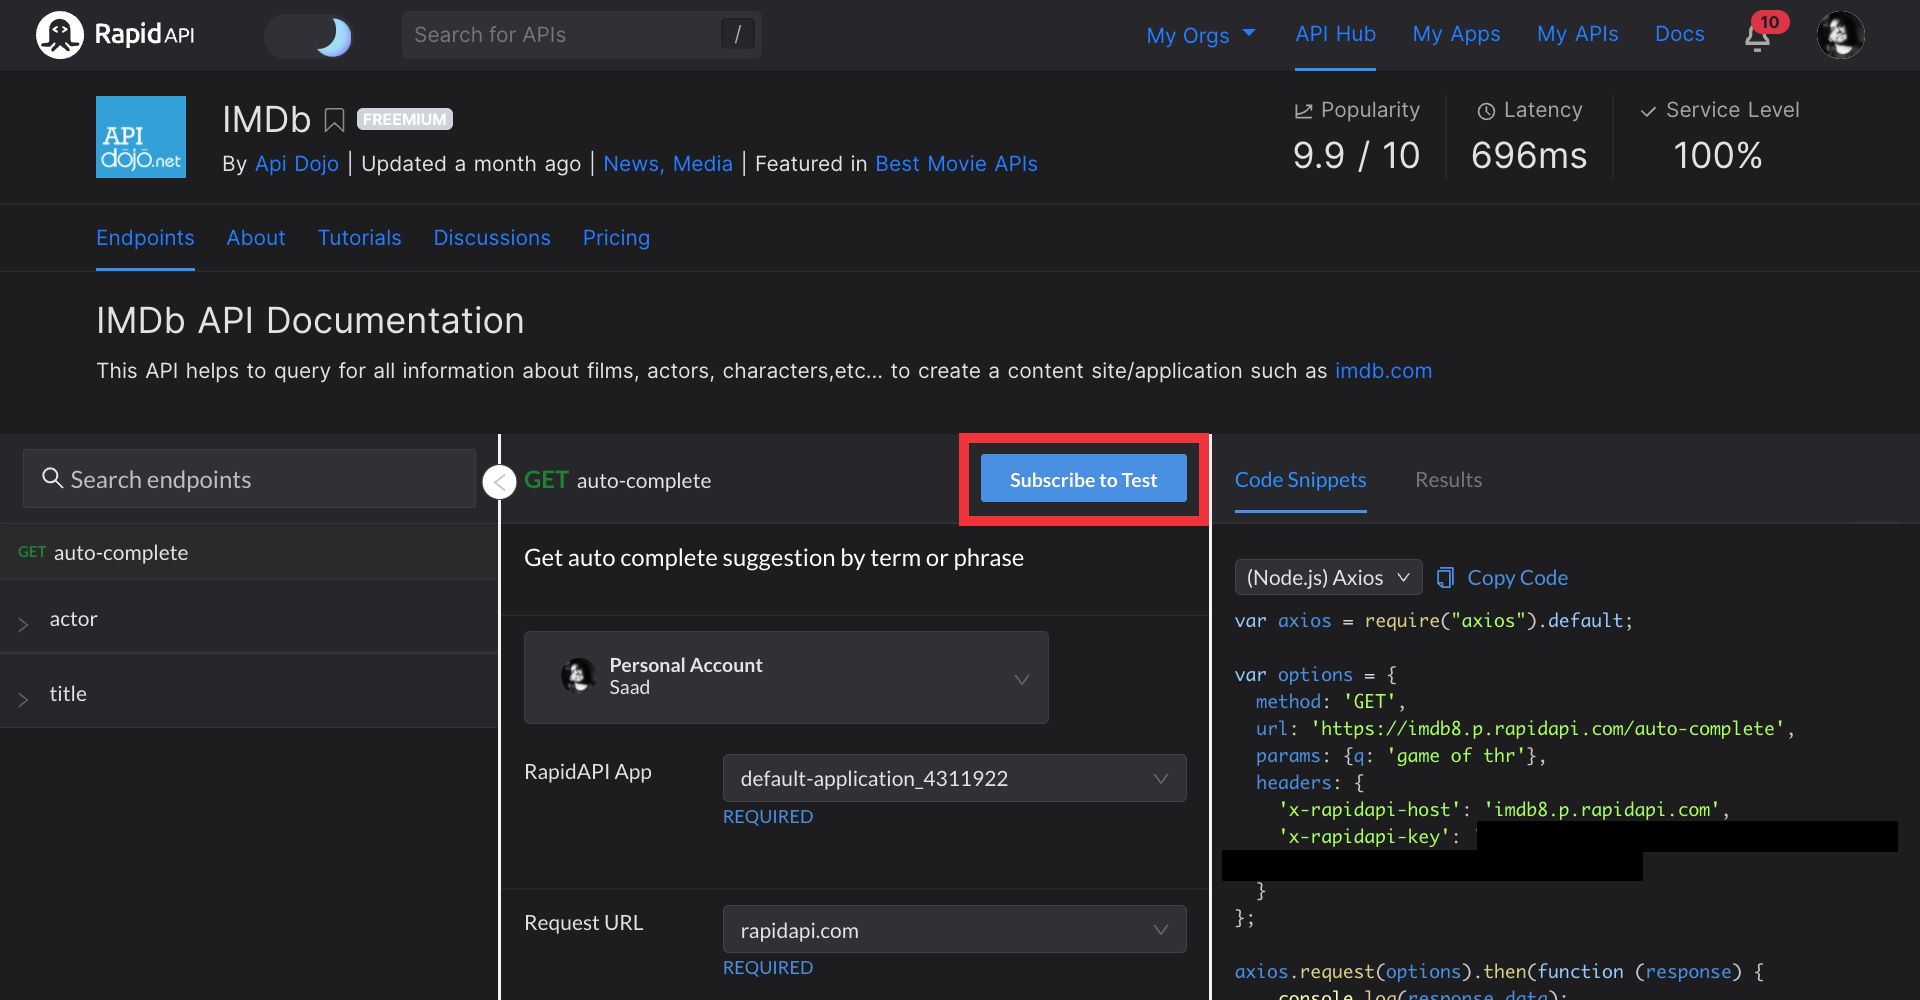 RapidAPI
Search for APIs
/
My Orgs
API Hub
My Apps
My APIs
Docs
10
API
dojo.net
IMDb
FREEMIUM
By Api Dojo | Updated a month ago | News, Media | Featured in Best Movie APIs
Popularity
9.9 / 10
Latency
696ms
Service Level
100%
Endpoints
About
Tutorials
Discussions
Pricing
IMDb API Documentation
This API helps to query for all information about films, actors, characters,etc... to create a content site/application such as imdb.com
Search endpoints
GET auto-complete
actor
title
GET auto-complete
Subscribe to Test
Get auto complete suggestion by term or phrase
Personal Account
Saad
RapidAPI App
default-application_4311922
REQUIRED
Request URL
rapidapi.com
REQUIRED
Code Snippets
Results
(Node.js) Axios
Copy Code
var axios = require("axios").default;
var options = {
method: 'GET',
url: 'https://imdb8.p.rapidapi.com/auto-complete',
params: {q: 'game of thr'},
headers: {
'x-rapidapi-host': 'imdb8.p.rapidapi.com',
'x-rapidapi-key': '
}
};
axios.request(options).then(function (response) {
console.log(response.data);